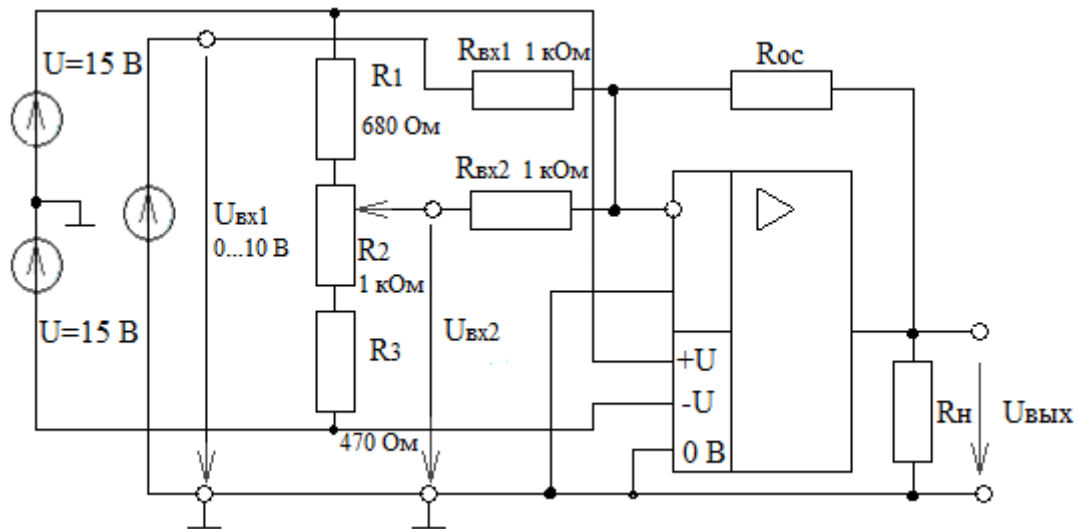 U=15 В
U=15 В
Uвх1
0...10 В
R1
680 Ом
R2
1 кОм
R3
470 Ом
Uвх2
Rвх1 1 кОм
Rвх2 1 кОм
Rос
+U
-U
0 В
Rн
Uвых